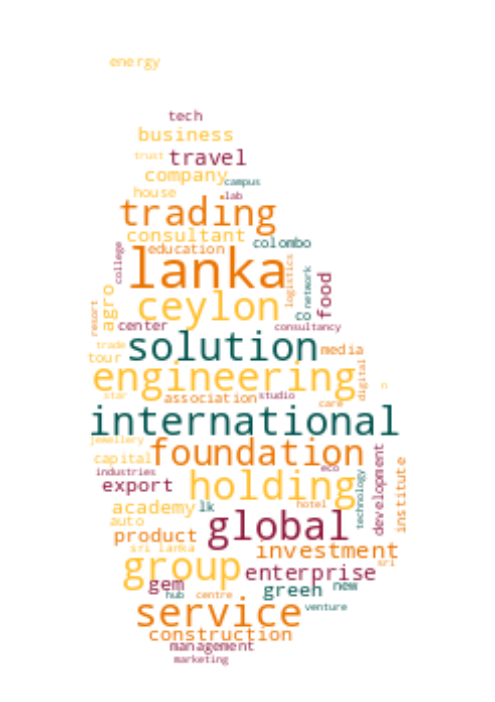 energy
tech
business
trust travel
company campus
house lab
trading
consultant colombo
college education
lanka logistics
network food
agro ceylon co
resort center consultancy
trade solution media
tour
engineering digital
star association studio care n
international
jewellery foundation
capital eco
industries holding
export technology development institute
academy lk hotel
auto global
product
sri lanka investment
group enterprise sri
gem green new
hub centre
service venture
construction
management
marketing